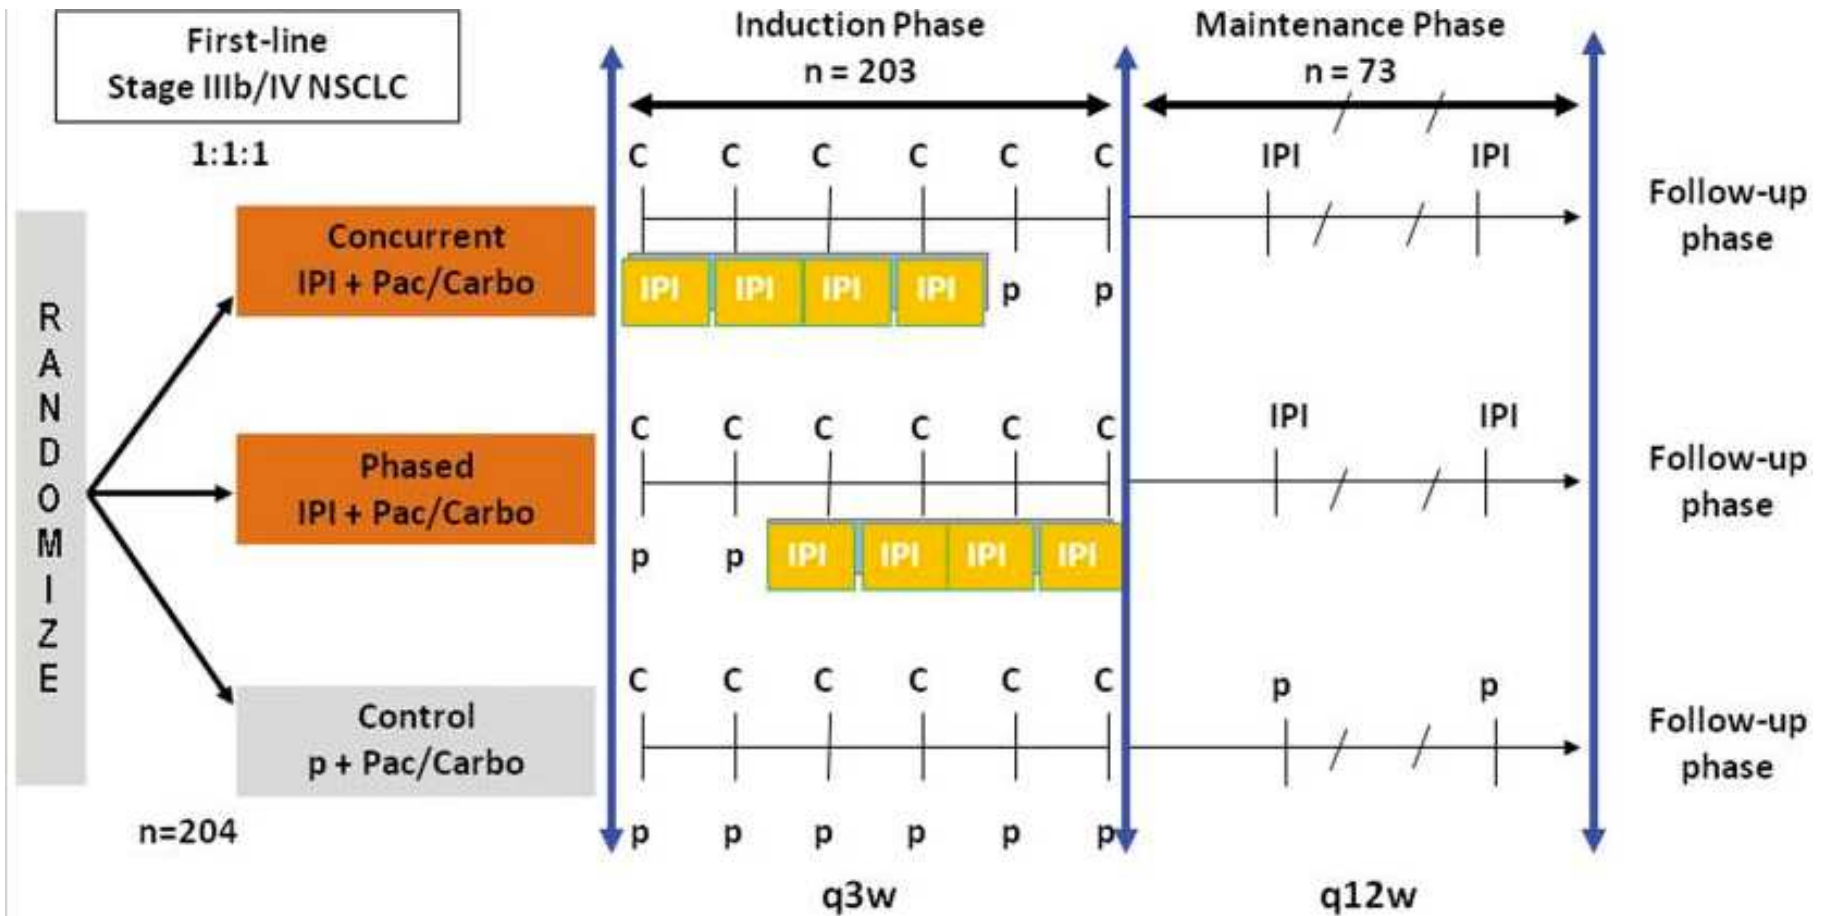 First-line
Stage IIIb/IV NSCLC
1:1:1
Induction Phase
n = 203
Maintenance Phase
n = 73
RANDOMIZE
Concurrent
IPI + Pac/Carbo
C C C C C C
IPI IPI IPI IPI p p
IPI IPI
Follow-up
phase
Phased
IPI + Pac/Carbo
C C C C C C
p p IPI IPI IPI IPI
IPI IPI
Follow-up
phase
Control
p + Pac/Carbo
C C C C C C
p p p p p p
p p
Follow-up
phase
n=204
q3w
q12w